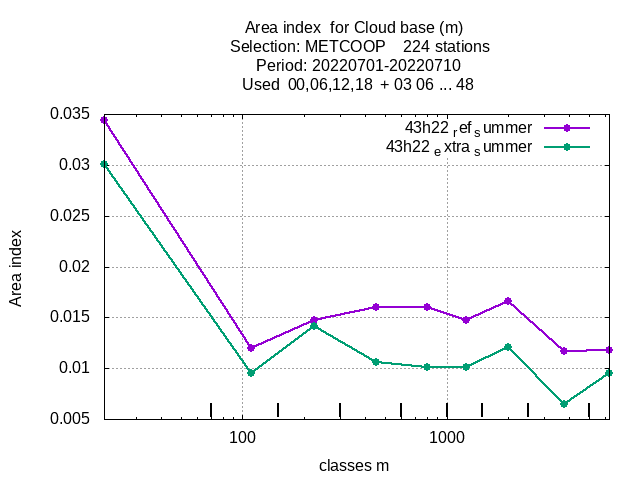 Area index  for Cloud base (m)
Selection: METCOOP    224 stations
Period: 20220701-20220710
Used  00,06,12,18  + 03 06 ... 48
0.035
43h22 ref summer
43h22 extra summer
0.03
0.025
0.02
0.015
0.01
0.005
Area index
100
1000
classes m